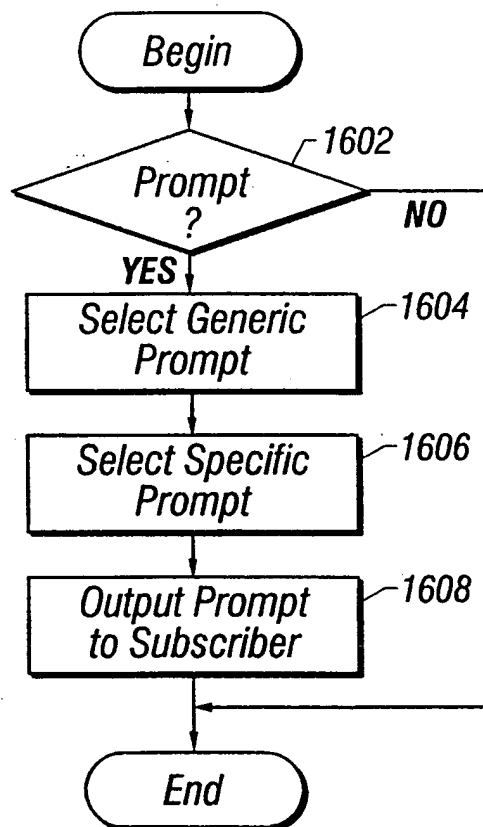 Begin
1602
Prompt
?
NO
YES
Select Generic
Prompt
1604
Select Specific
Prompt
1606
Output Prompt
to Subscriber
1608
End